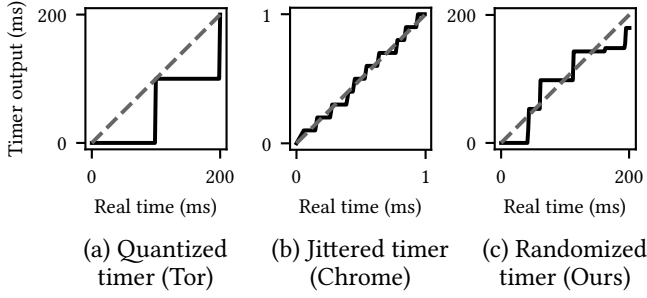 Timer output (ms)
200
0
0
200
Real time (ms)
(a) Quantized
timer (Tor)
1
0
0
1
Real time (ms)
(b) Jittered timer
(Chrome)
200
0
0
200
Real time (ms)
(c) Randomized
timer (Ours)